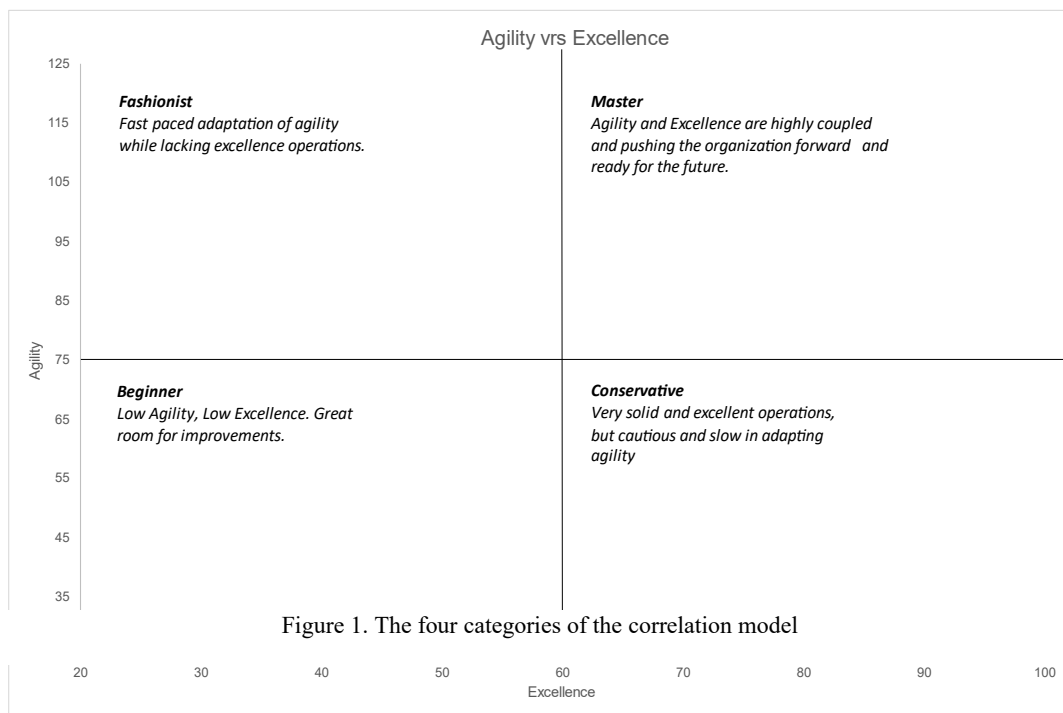 Agility vrs Excellence
125
Fashionist
Fast paced adaptation of agility
while lacking excellence operations.
Master
Agility and Excellence are highly coupled
and pushing the organization forward and
ready for the future.
115
105
95
85
Agility
75
Beginner
Low Agility, Low Excellence. Great
room for improvements.
Conservative
Very solid and excellent operations,
but cautious and slow in adapting
agility
65
55
45
35
Figure 1. The four categories of the correlation model
20 30 40 50 60 70 80 90 100
Excellence